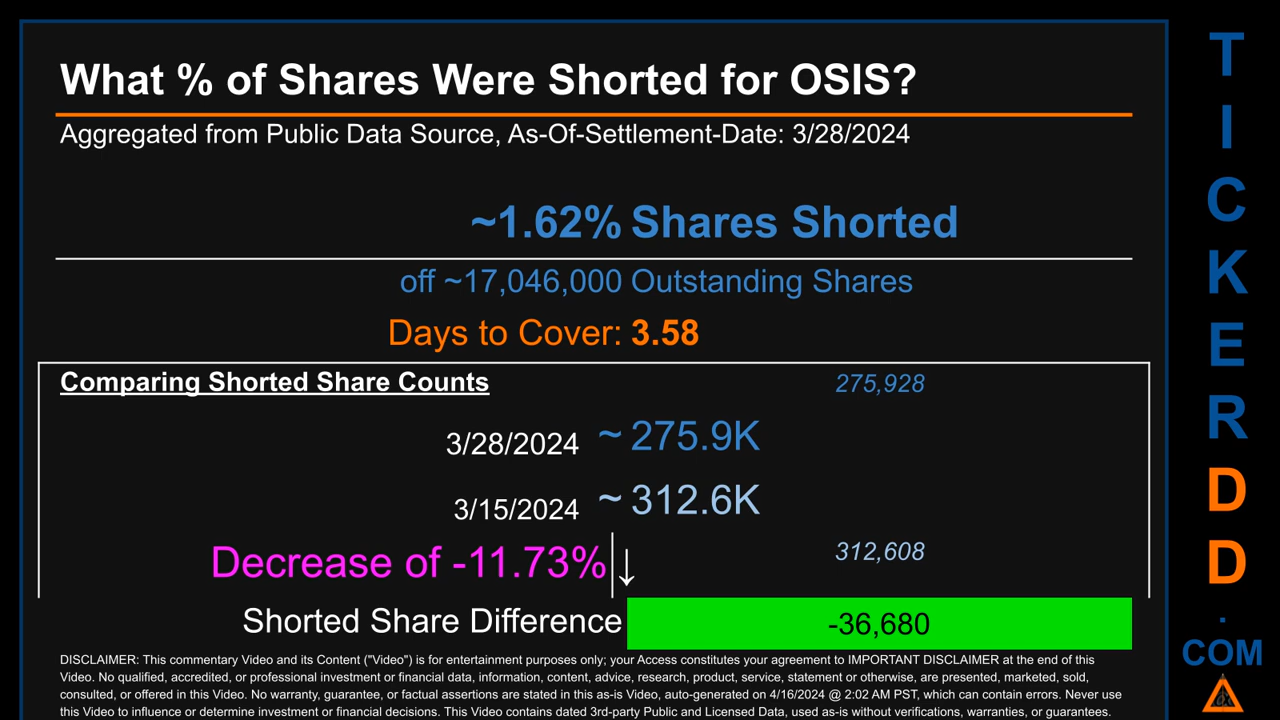 What % of Shares Were Shorted for OSIS?
Aggregated from Public Data Source, As-Of-Settlement-Date: 3/28/2024
~1.62% Shares Shorted
off ~17,046,000 Outstanding Shares
Days to Cover: 3.58
Comparing Shorted Share Counts 275,928
3/28/2024 ~ 275.9K
3/15/2024 ~ 312.6K
Decrease of -11.73% ↓ 312,608
Shorted Share Difference -36,680
DISCLAIMER: This commentary Video and its Content ("Video") is for entertainment purposes only; your Access constitutes your agreement to IMPORTANT DISCLAIMER at the end of this
Video. No qualified, accredited, or professional investment or financial data, information, content, advice, research, product, service, statement or otherwise, are presented, marketed, sold,
consulted, or offered in this Video. No warranty, guarantee, or factual assertions are stated in this as-is Video, auto-generated on 4/16/2024 @ 2:02 AM PST, which can contain errors. Never use
this Video to influence or determine investment or financial decisions. This Video contains dated 3rd-party Public and Licensed Data, used as-is without verifications, warranties, or guarantees.
T
I
C
K
E
R
D
D
.
COM